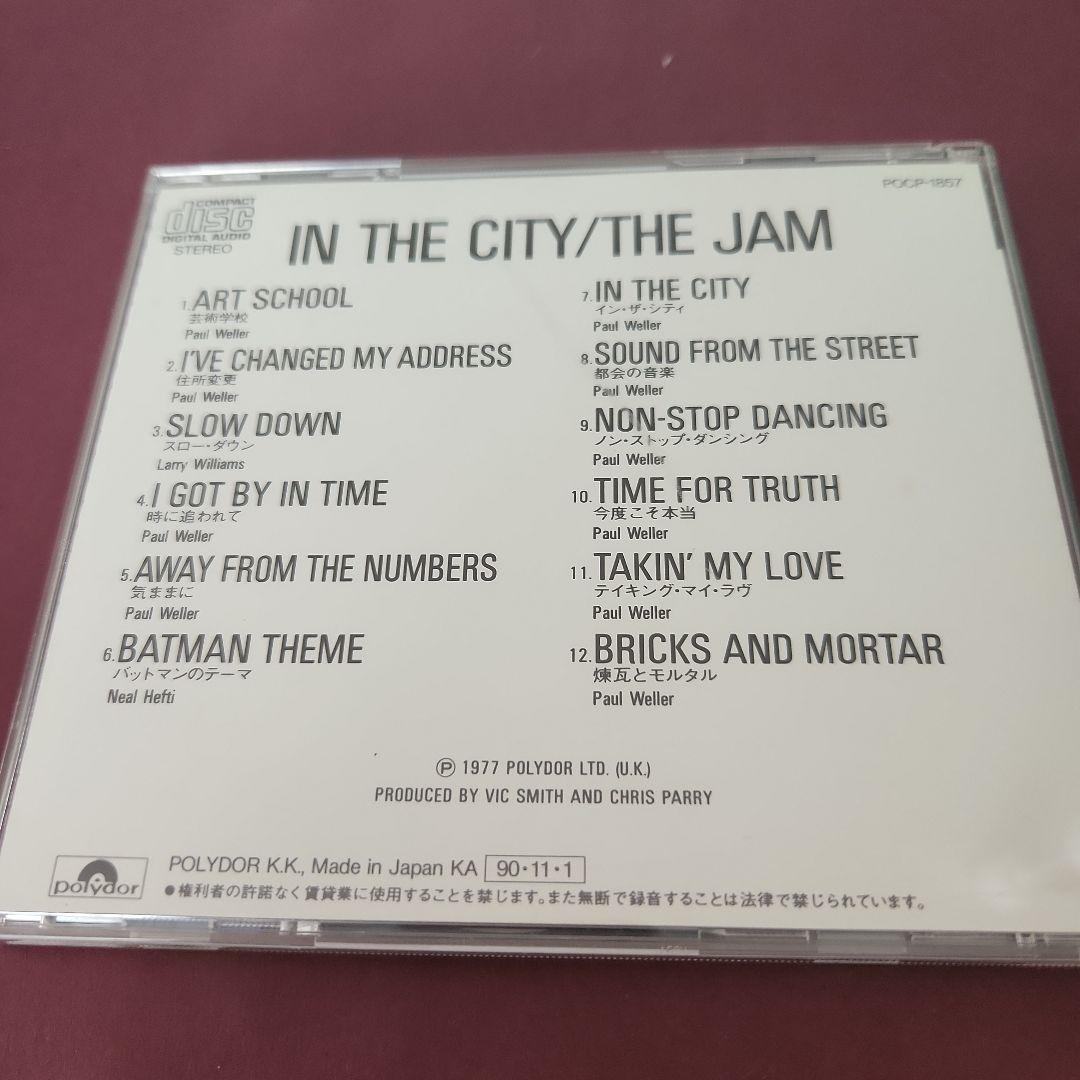 POCP-1857
COMPACT
disc
DIGITAL AUDIO
STEREO
IN THE CITY/THE JAM
1.ART SCHOOL
芸術学校
Paul Weller
2.I'VE CHANGED MY ADDRESS
住所変更
Paul Weller
3.SLOW DOWN
スロー・ダウン
Larry Williams
4.I GOT BY IN TIME
時に追われて
Paul Weller
5.AWAY FROM THE NUMBERS
気ままに
Paul Weller
6.BATMAN THEME
バットマンのテーマ
Neal Hefti
7.IN THE CITY
イン・ザ・シティ
Paul Weller
8.SOUND FROM THE STREET
都会の音楽
Paul Weller
9.NON-STOP DANCING
ノン・ストップ・ダンシング
Paul Weller
10.TIME FOR TRUTH
今度こそ本当
Paul Weller
11.TAKIN' MY LOVE
テイキング・マイ・ラヴ
Paul Weller
12.BRICKS AND MORTAR
煉瓦とモルタル
Paul Weller
Ⓟ 1977 POLYDOR LTD. (U.K.)
PRODUCED BY VIC SMITH AND CHRIS PARRY
polydor
POLYDOR K.K., Made in Japan KA 90・11・1
●権利者の許諾なく賃貸業に使用することを禁じます。また無断で録音することは法律で禁じられています。